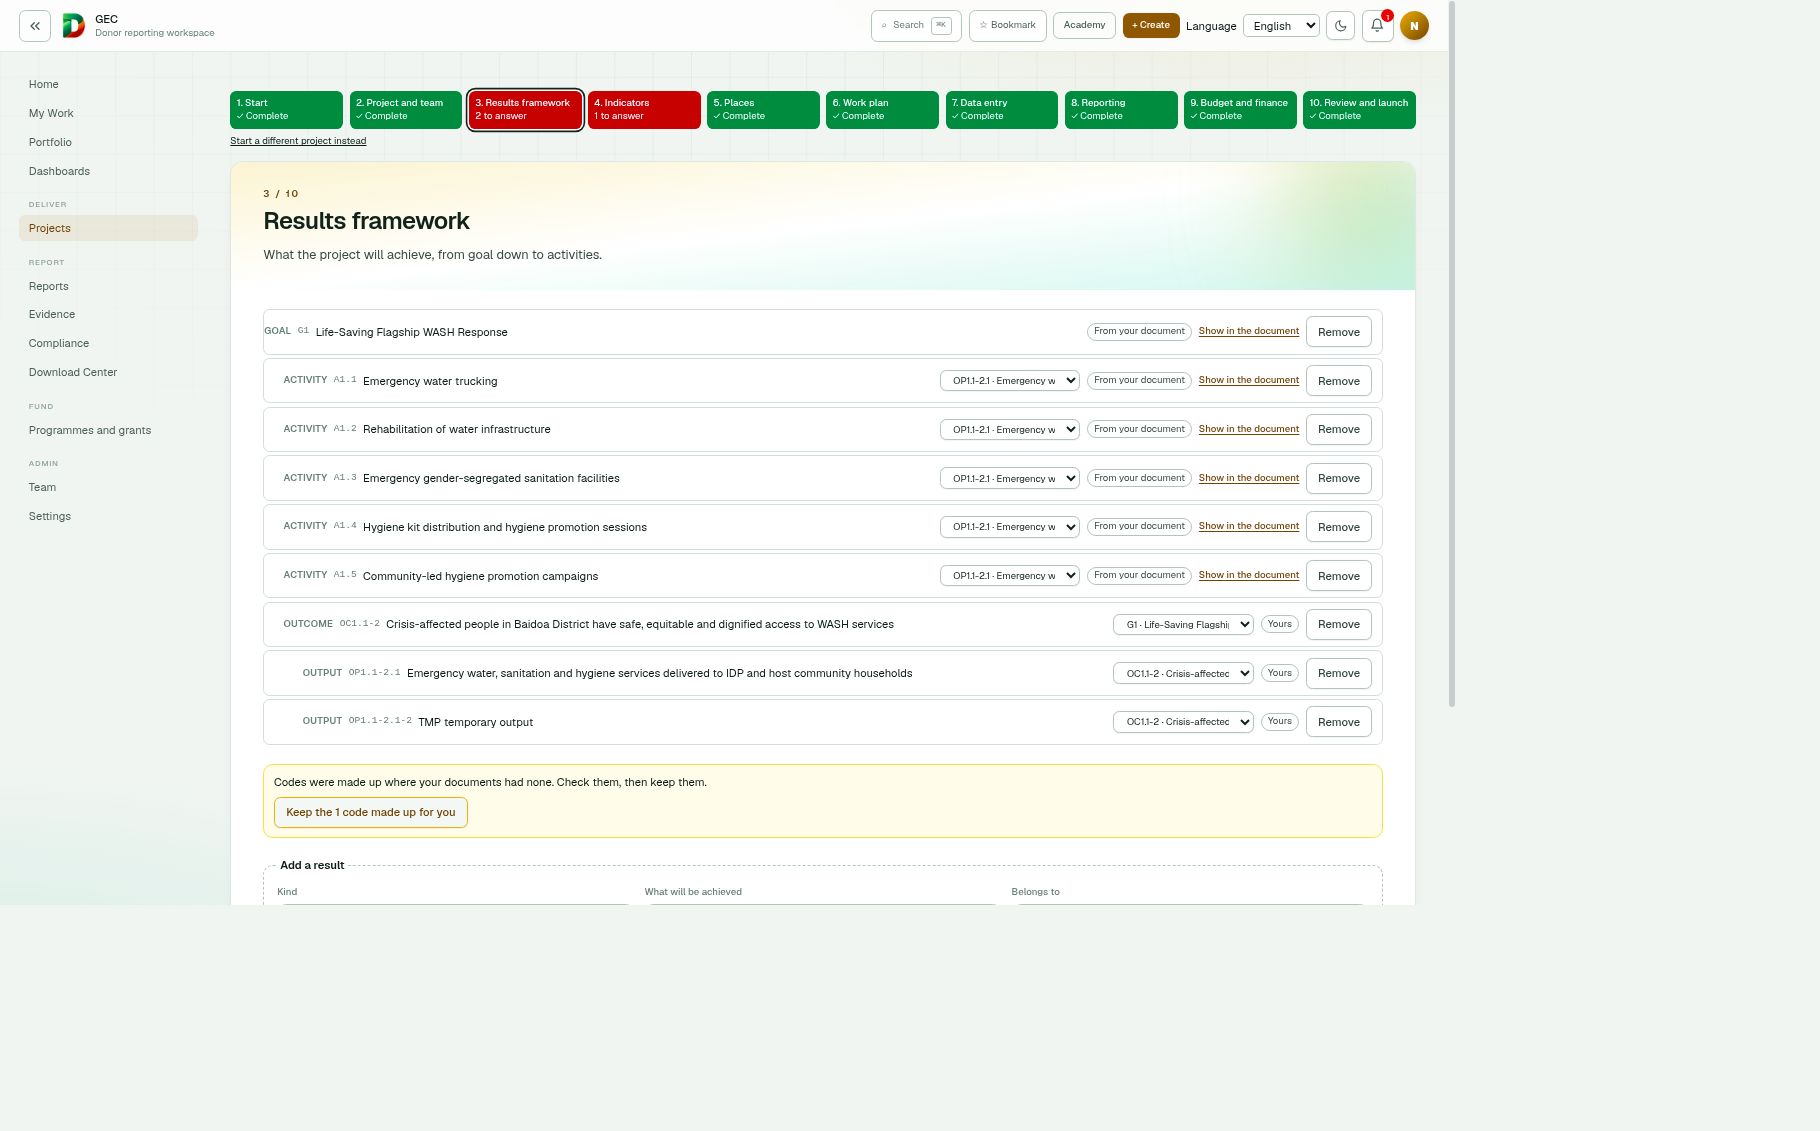 GEC
Donor reporting workspace
Search ⌘K
☆ Bookmark
Academy
+ Create
Language
English
1
N
Home
My Work
Portfolio
Dashboards
DELIVER
Projects
REPORT
Reports
Evidence
Compliance
Download Center
FUND
Programmes and grants
ADMIN
Team
Settings
1. Start
✓ Complete
2. Project and team
✓ Complete
3. Results framework
2 to answer
4. Indicators
1 to answer
5. Places
✓ Complete
6. Work plan
✓ Complete
7. Data entry
✓ Complete
8. Reporting
✓ Complete
9. Budget and finance
✓ Complete
10. Review and launch
✓ Complete
Start a different project instead
3 / 10
Results framework
What the project will achieve, from goal down to activities.
GOAL G1 Life-Saving Flagship WASH Response From your document Show in the document Remove
ACTIVITY A1.1 Emergency water trucking OP1.1-2.1 · Emergency w From your document Show in the document Remove
ACTIVITY A1.2 Rehabilitation of water infrastructure OP1.1-2.1 · Emergency w From your document Show in the document Remove
ACTIVITY A1.3 Emergency gender-segregated sanitation facilities OP1.1-2.1 · Emergency w From your document Show in the document Remove
ACTIVITY A1.4 Hygiene kit distribution and hygiene promotion sessions OP1.1-2.1 · Emergency w From your document Show in the document Remove
ACTIVITY A1.5 Community-led hygiene promotion campaigns OP1.1-2.1 · Emergency w From your document Show in the document Remove
OUTCOME OC1.1-2 Crisis-affected people in Baidoa District have safe, equitable and dignified access to WASH services G1 · Life-Saving Flagshi Yours Remove
OUTPUT OP1.1-2.1 Emergency water, sanitation and hygiene services delivered to IDP and host community households OC1.1-2 · Crisis-affected Yours Remove
OUTPUT OP1.1-2.1-2 TMP temporary output OC1.1-2 · Crisis-affected Yours Remove
Codes were made up where your documents had none. Check them, then keep them.
Keep the 1 code made up for you
Add a result
Kind What will be achieved Belongs to